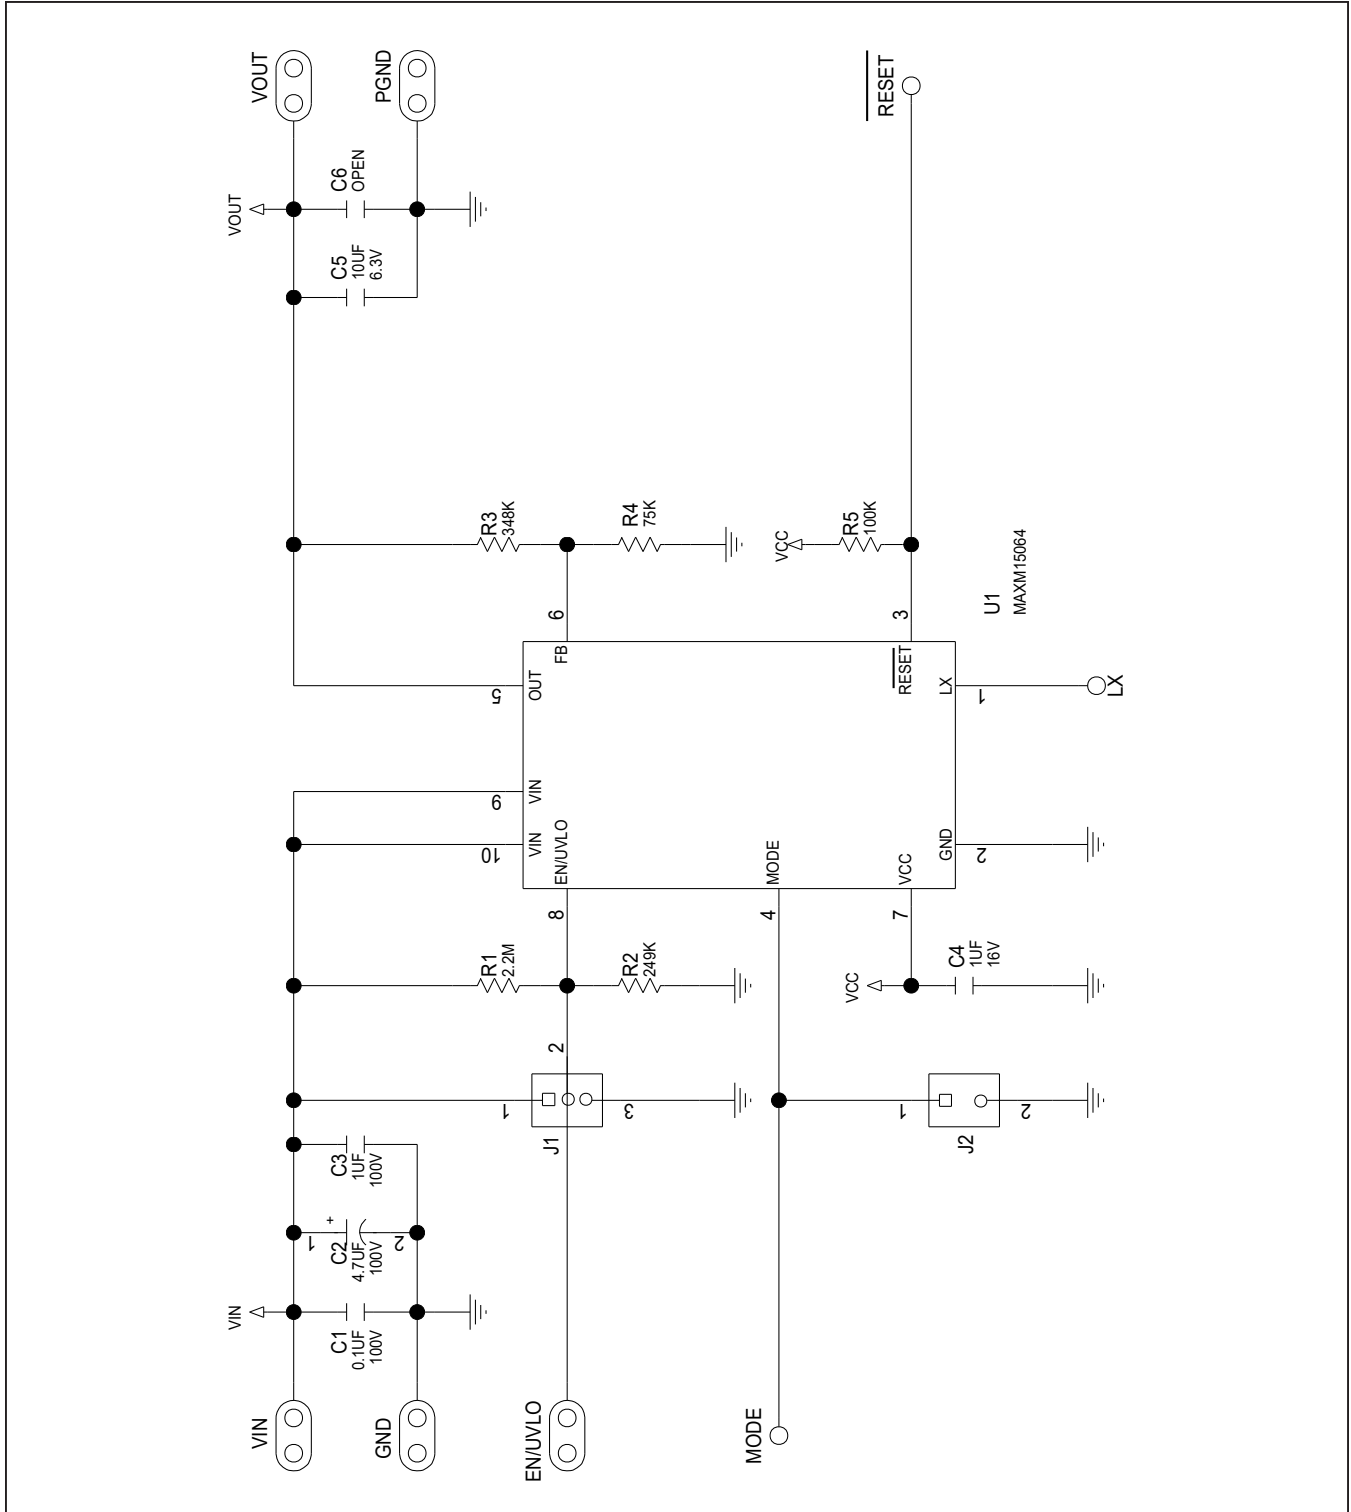 VIN
VIN
C1
0.1UF
100V
1
+
C2
4.7UF
100V
2
C3
1UF
100V
GND
EN/UVLO
1
J1
2
3
R1
2.2M
R2
249K
MODE
1
J2
2
VCC
C4
1UF
16V
10
9
8
4
7
2
VIN
VIN
EN/UVLO
MODE
VCC
GND
OUT
FB
RESET
LX
5
6
3
1
U1
MAXM15064
LX
R3
348K
R4
75K
VCC
R5
100K
C5
10UF
6.3V
C6
OPEN
VOUT
VOUT
PGND
RESET